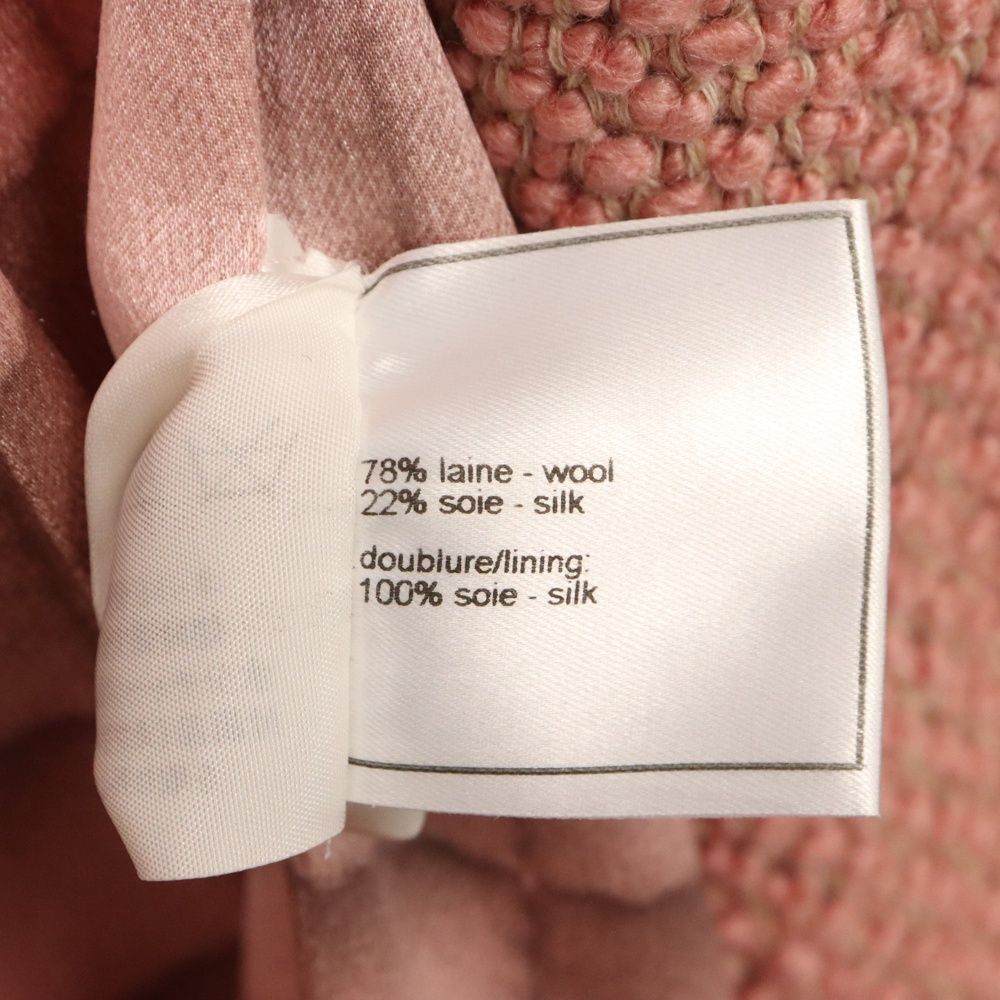 78% laine - wool
22% soie - silk
doublure/lining:
100% soie - silk